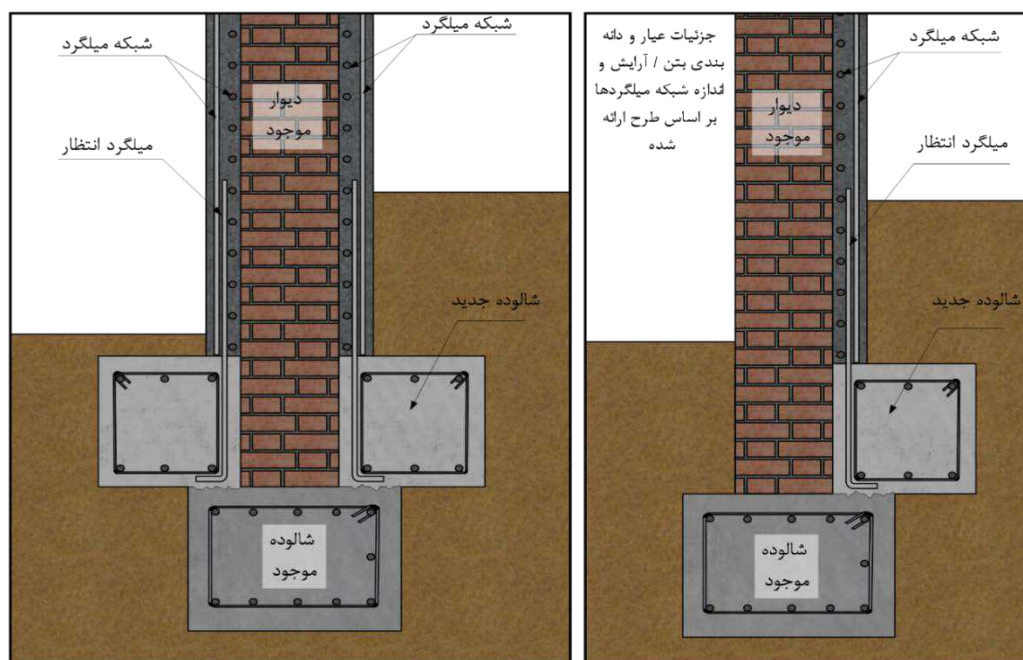 شبکه میلگرد
شبکه میلگرد
دیوار
موجود
میلگرد انتظار
شالوده جدید
شالوده
موجود
جزئیات عیار و دانه
بندی بتن / آرایش و
اندازه شبکه میلگردها
بر اساس طرح ارائه
شده
شبکه میلگرد
دیوار
موجود
میلگرد انتظار
شالوده جدید
شالوده
موجود